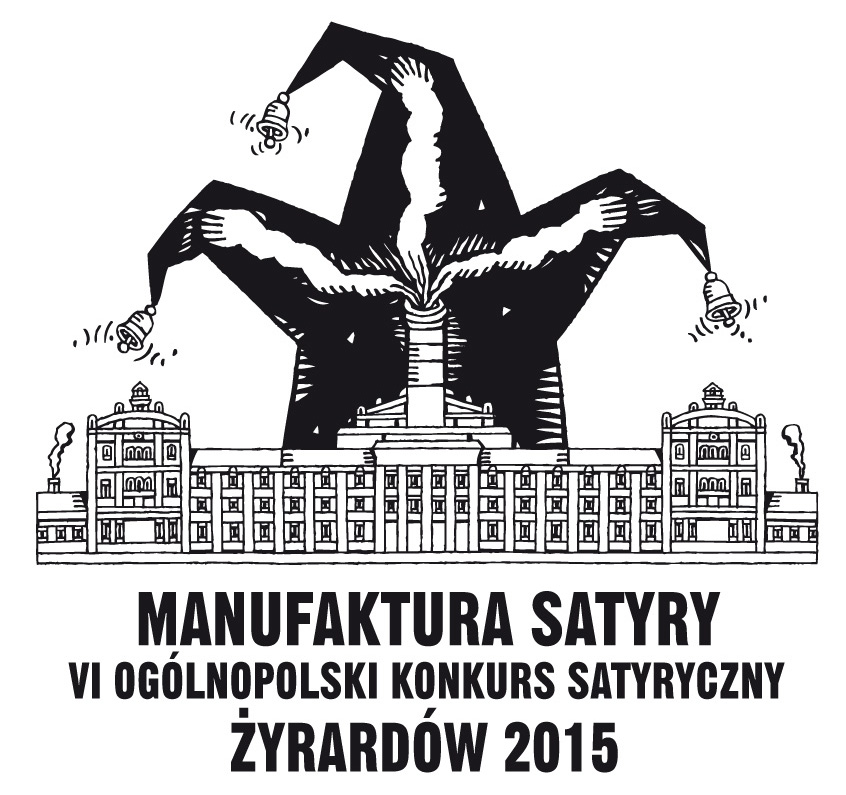 MANUFAKTURA SATYRY
VI OGÓLNOPOLSKI KONKURS SATYRYCZNY
ŻYRARDÓW 2015